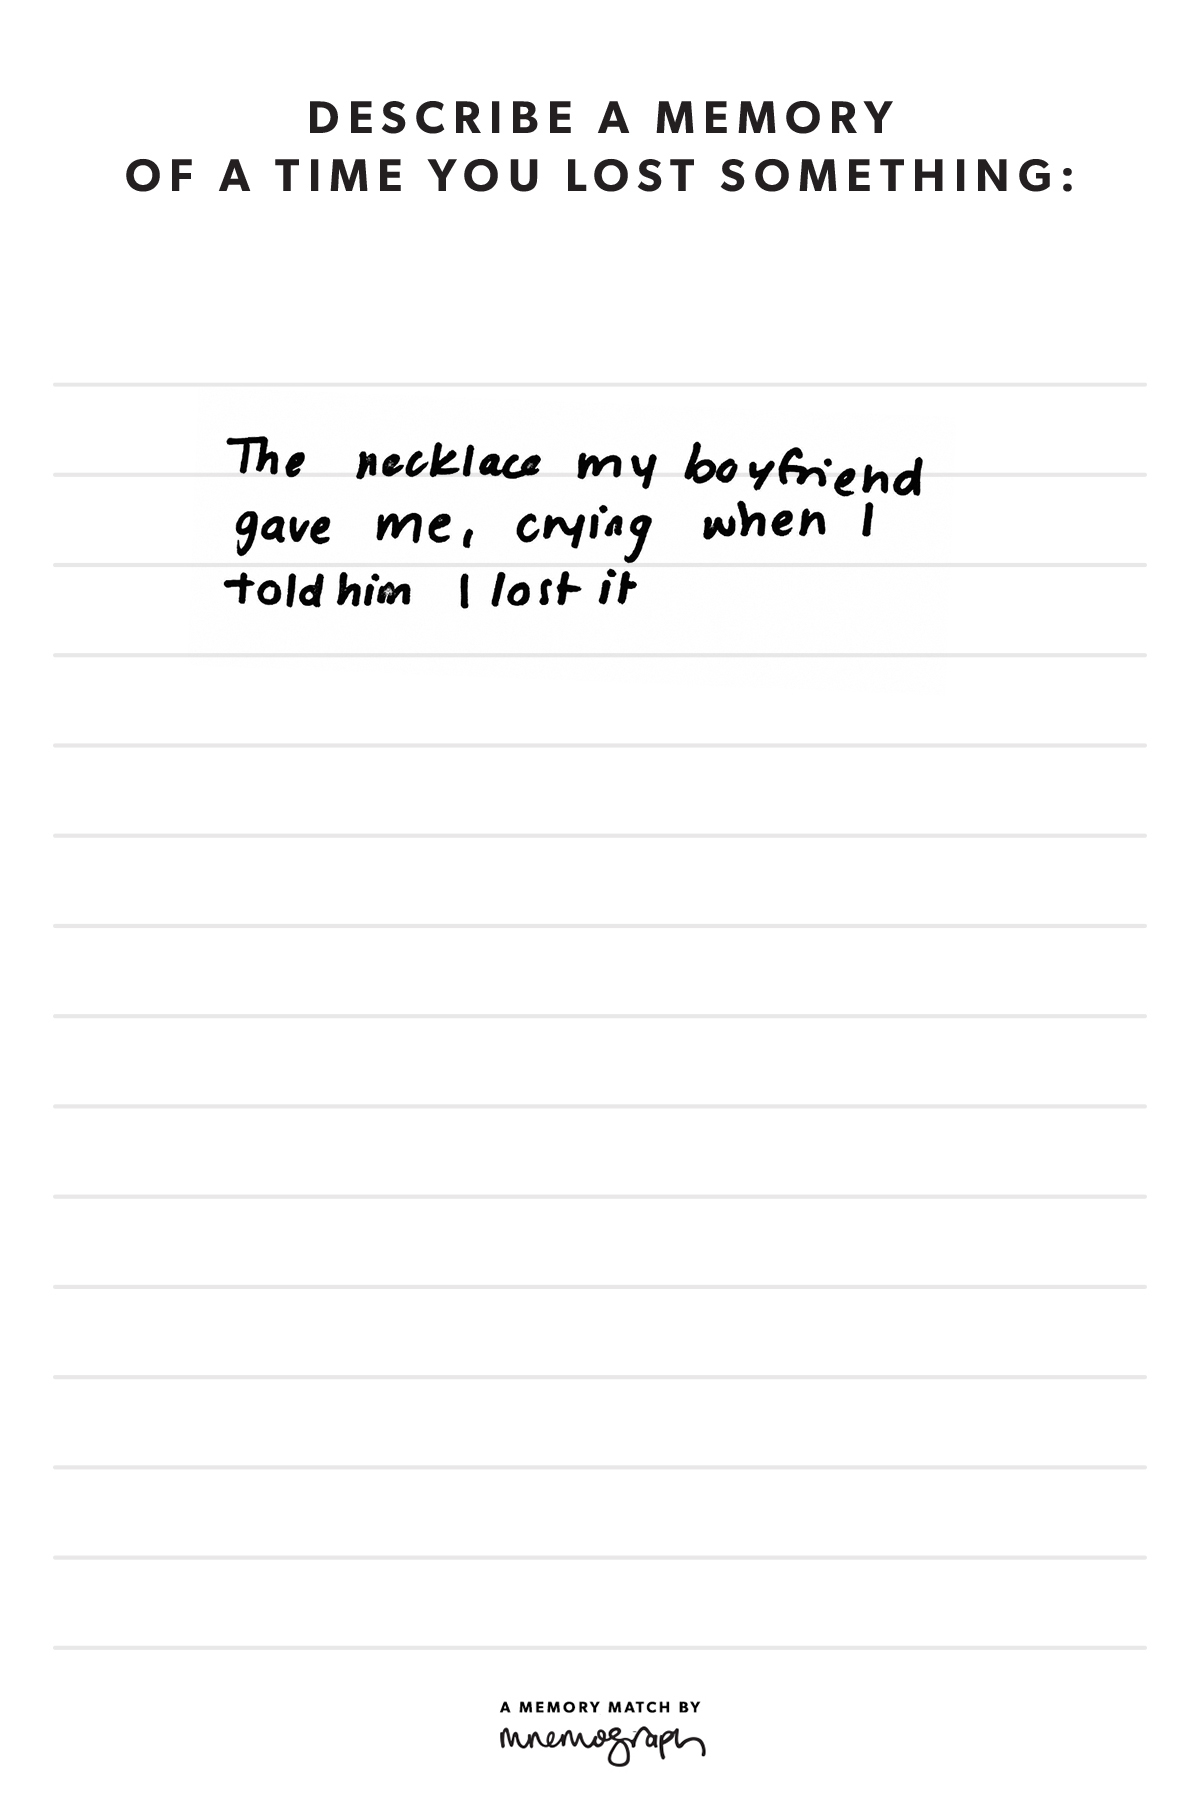 DESCRIBE A MEMORY
OF A TIME YOU LOST SOMETHING:
The necklace my boyfriend
gave me, crying when I
told him I lost it
A MEMORY MATCH BY
mnemograph